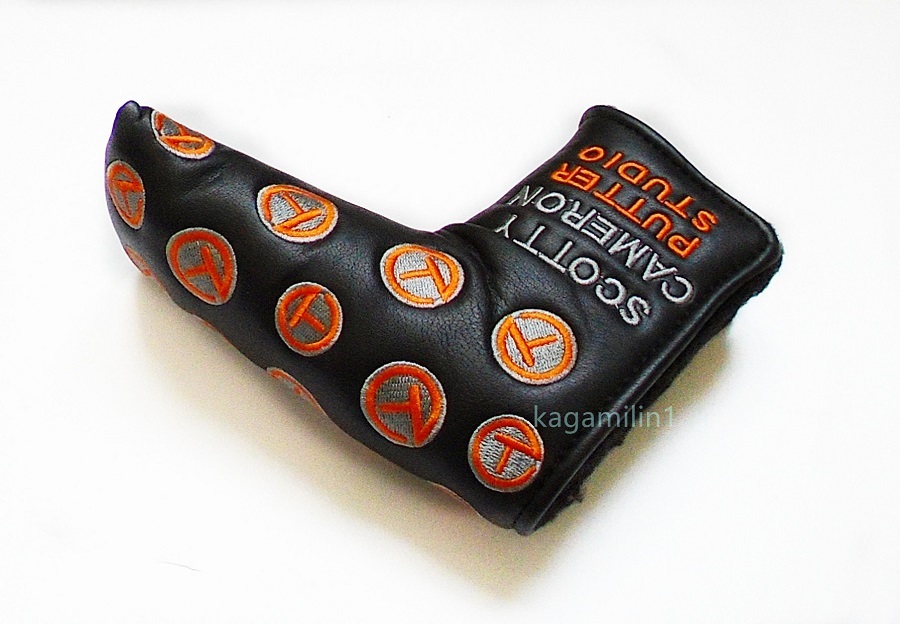 SCOTTY
CAMERON
PUTTER
STUDIO
kagamilin1